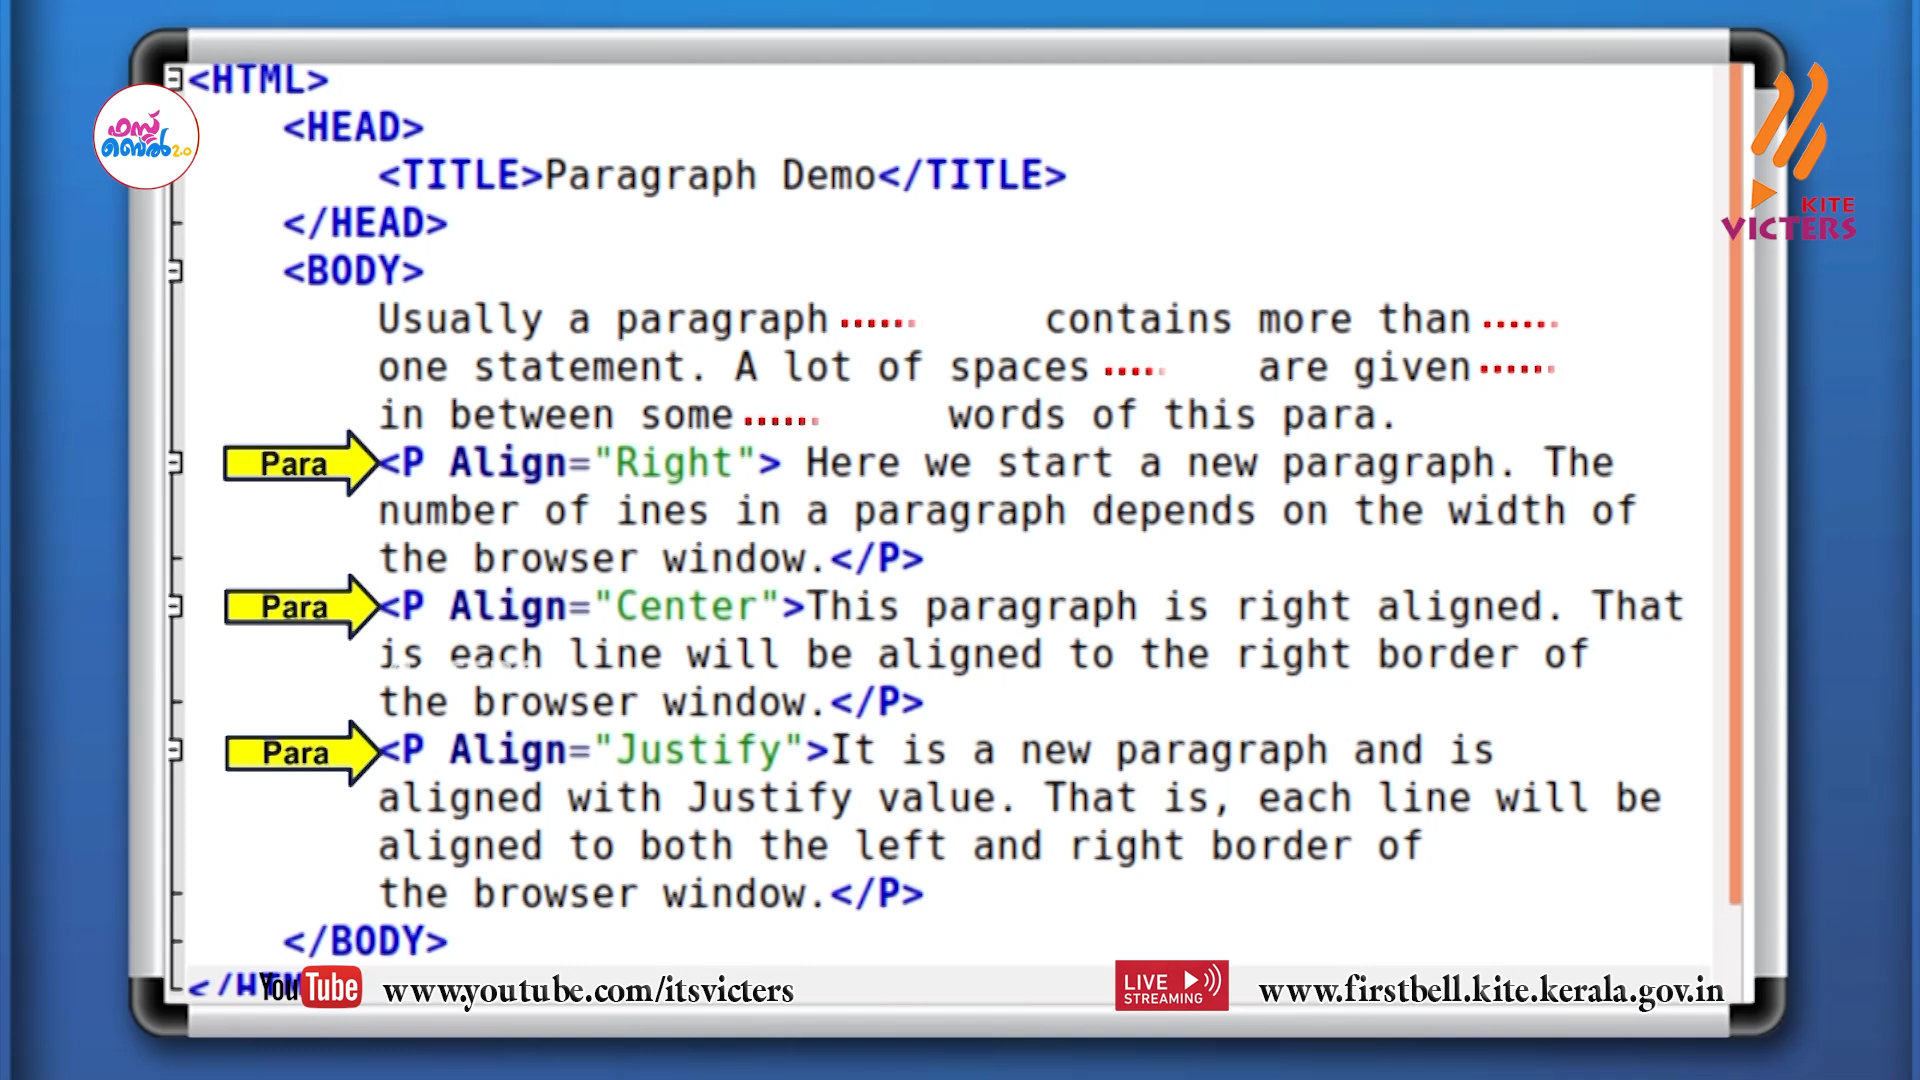 <HTML>
<HEAD>
<TITLE>Paragraph Demo</TITLE>
</HEAD>
<BODY>
Usually a paragraph ...... contains more than ......
one statement. A lot of spaces ..... are given ......
in between some ...... words of this para.
Para <P Align="Right"> Here we start a new paragraph. The
number of ines in a paragraph depends on the width of
the browser window.</P>
Para <P Align="Center">This paragraph is right aligned. That
is each line will be aligned to the right border of
the browser window.</P>
Para <P Align="Justify">It is a new paragraph and is
aligned with Justify value. That is, each line will be
aligned to both the left and right border of
the browser window.</P>
</BODY>
ഫസ്റ്റ്
ബെൽ 2.0
KITE
VICTERS
YouTube www.youtube.com/itsvicters
LIVE
STREAMING
www.firstbell.kite.kerala.gov.in